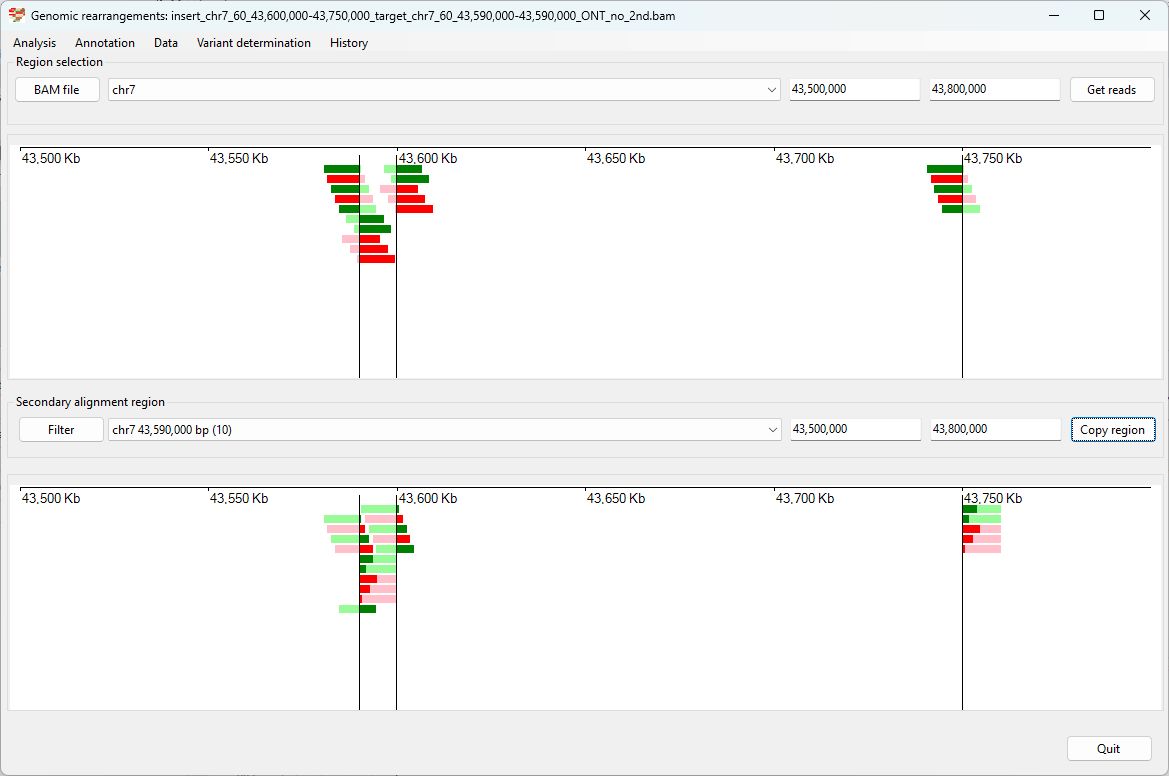 Genomic rearrangements: insert_chr7_60_43,600,000-43,750,000_target_chr7_60_43,590,000-43,590,000_ONT_no_2nd.bam
Analysis Annotation Data Variant determination History
Region selection
BAM file chr7 43,500,000 43,800,000 Get reads
43,500 Kb 43,550 Kb 43,600 Kb 43,650 Kb 43,700 Kb 43,750 Kb
Secondary alignment region
Filter chr7 43,590,000 bp (10) 43,500,000 43,800,000 Copy region
43,500 Kb 43,550 Kb 43,600 Kb 43,650 Kb 43,700 Kb 43,750 Kb
Quit